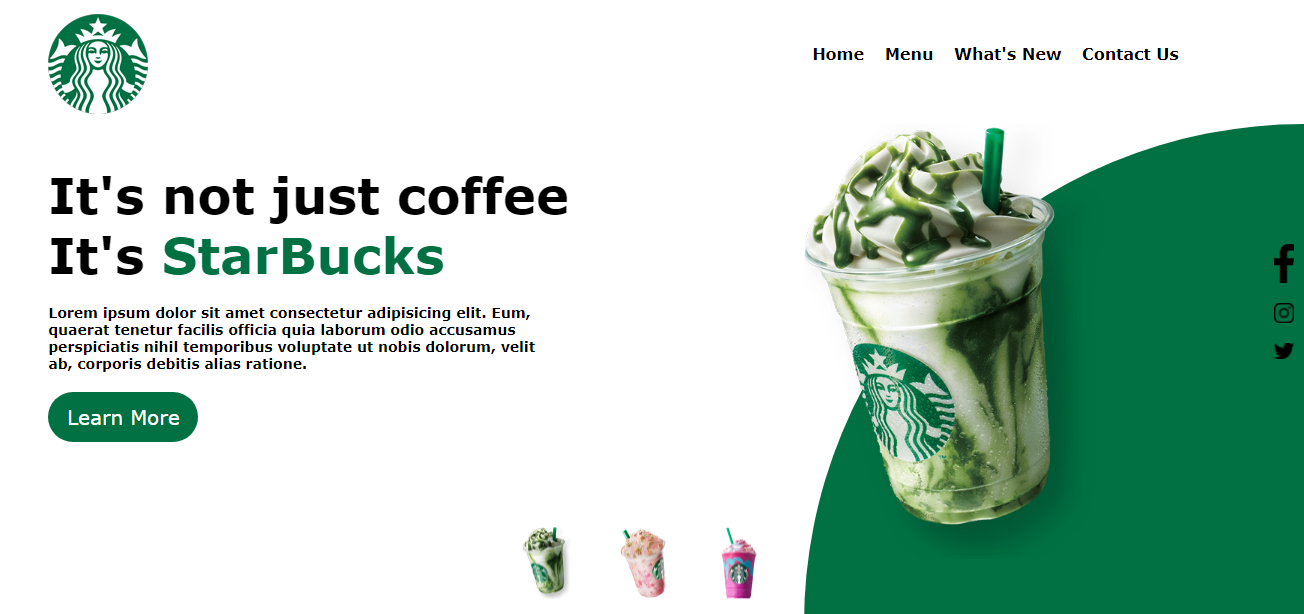 Home Menu What's New Contact Us
It's not just coffee
It's StarBucks
Lorem ipsum dolor sit amet consectetur adipisicing elit. Eum,
quaerat tenetur facilis officia quia laborum odio accusamus
perspiciatis nihil temporibus voluptate ut nobis dolorum, velit
ab, corporis debitis alias ratione.
Learn More